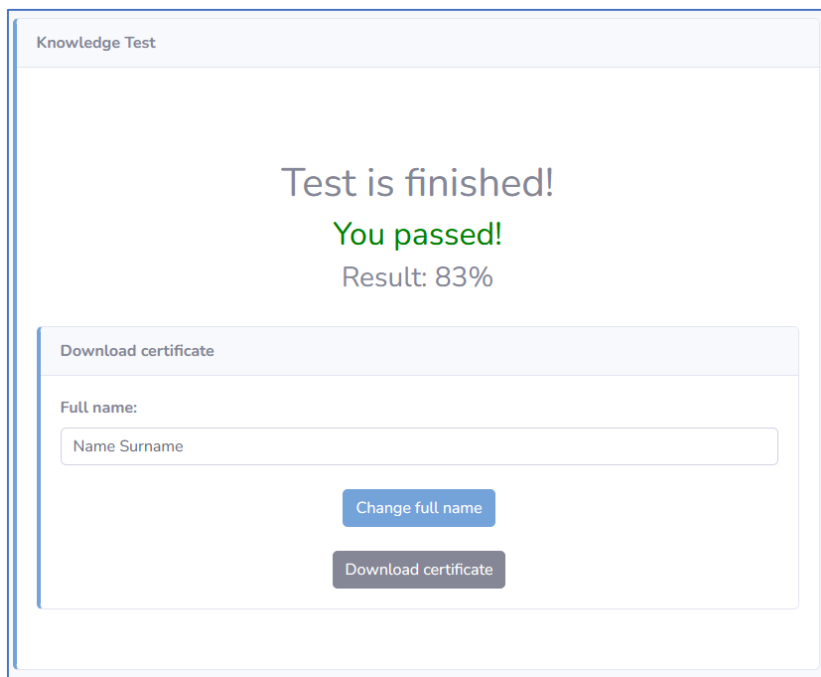 Knowledge Test
Test is finished!
You passed!
Result: 83%
Download certificate
Full name:
Name Surname
Change full name
Download certificate